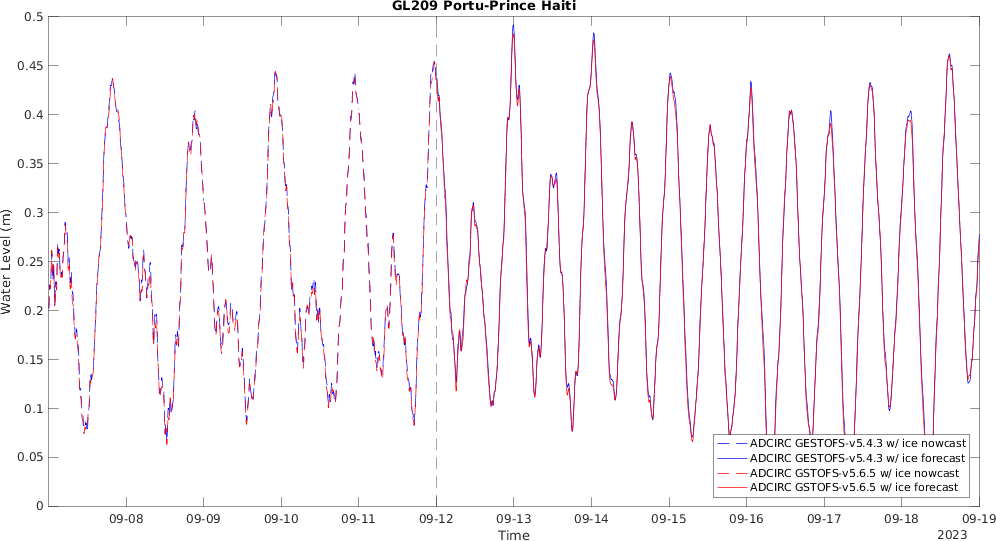 GL209 Portu-Prince Haiti
0.5
0.45
0.4
0.35
0.3
0.25
0.2
0.15
0.1
0.05
0
Water Level (m)
ADCIRC GESTOFS-v5.4.3 w/ ice nowcast
ADCIRC GESTOFS-v5.4.3 w/ ice forecast
ADCIRC GSTOFS-v5.6.5 w/ ice nowcast
ADCIRC GSTOFS-v5.6.5 w/ ice forecast
09-08 09-09 09-10 09-11 09-12 09-13 09-14 09-15 09-16 09-17 09-18 09-19
Time
2023